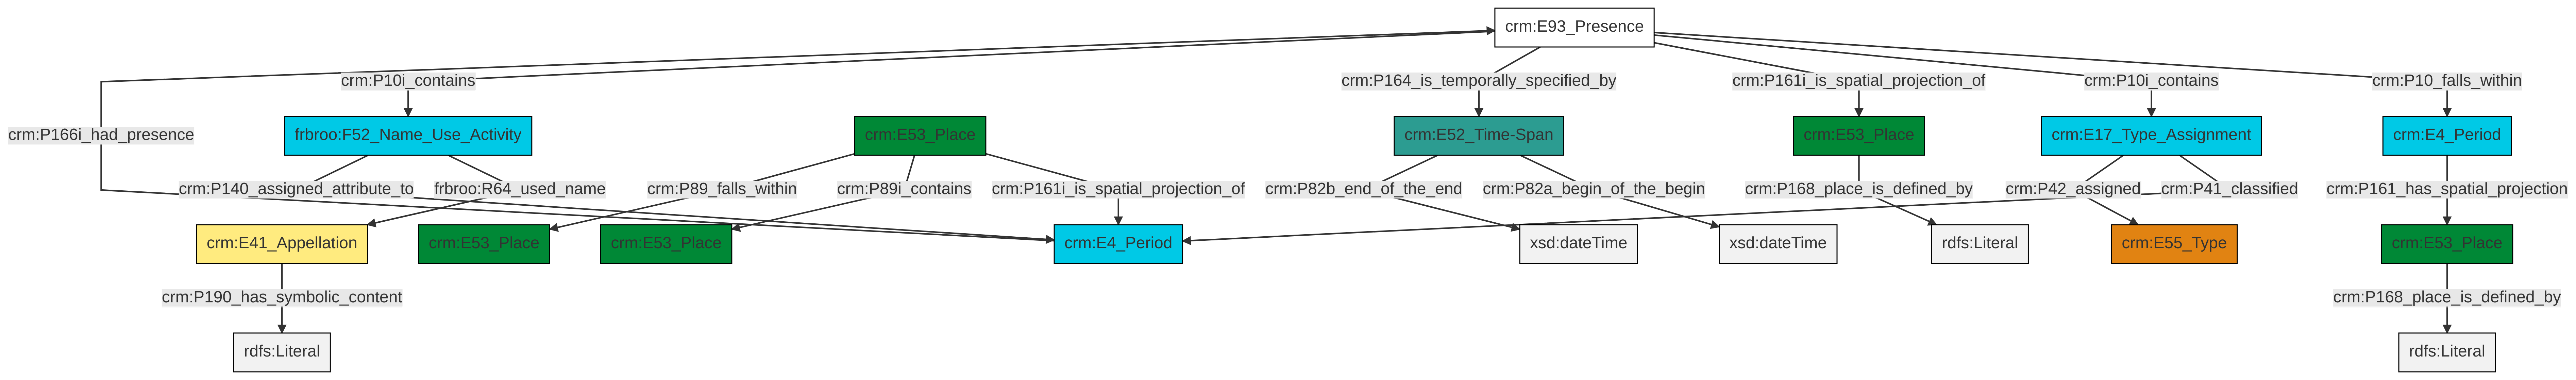 crm:E93_Presence
crm:P10i_contains
crm:P164_is_temporally_specified_by
crm:P161i_is_spatial_projection_of
crm:P10i_contains
crm:P10_falls_within
crm:P166i_had_presence
frbroo:F52_Name_Use_Activity
crm:E53_Place
crm:E52_Time-Span
crm:E53_Place
crm:E17_Type_Assignment
crm:E4_Period
crm:P140_assigned_attribute_to
frbroo:R64_used_name
crm:P89_falls_within
crm:P89i_contains
crm:P161i_is_spatial_projection_of
crm:P82b_end_of_the_end
crm:P82a_begin_of_the_begin
crm:P168_place_is_defined_by
crm:P42_assigned
crm:P41_classified
crm:P161_has_spatial_projection
crm:E41_Appellation
crm:E53_Place
crm:E53_Place
crm:E4_Period
xsd:dateTime
xsd:dateTime
rdfs:Literal
crm:E55_Type
crm:E53_Place
crm:P190_has_symbolic_content
crm:P168_place_is_defined_by
rdfs:Literal
rdfs:Literal